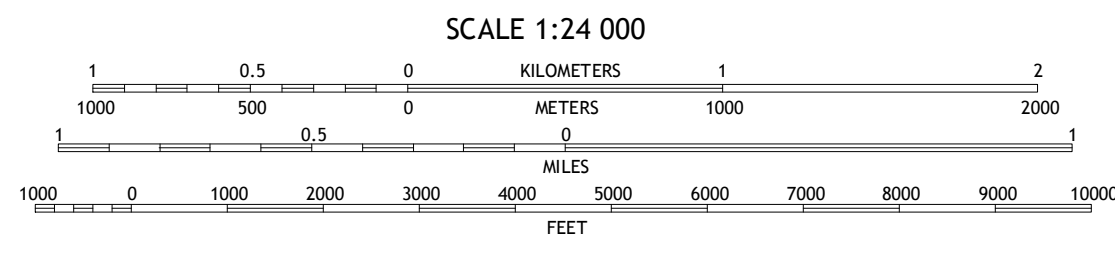 SCALE 1:24 000
1 0.5 0 KILOMETERS 1 2
1000 500 0 METERS 1000 2000
1 0.5 0 1
MILES
1000 0 1000 2000 3000 4000 5000 6000 7000 8000 9000 10000
FEET